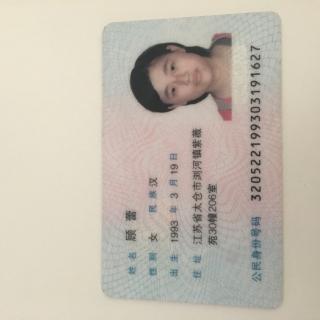 姓名 顾蕾
性别 女 民族 汉
出生 1993 年 3 月 19 日
住址 江苏省太仓市浏河镇紫薇
苑30幢206室
公民身份号码 320522199303191627